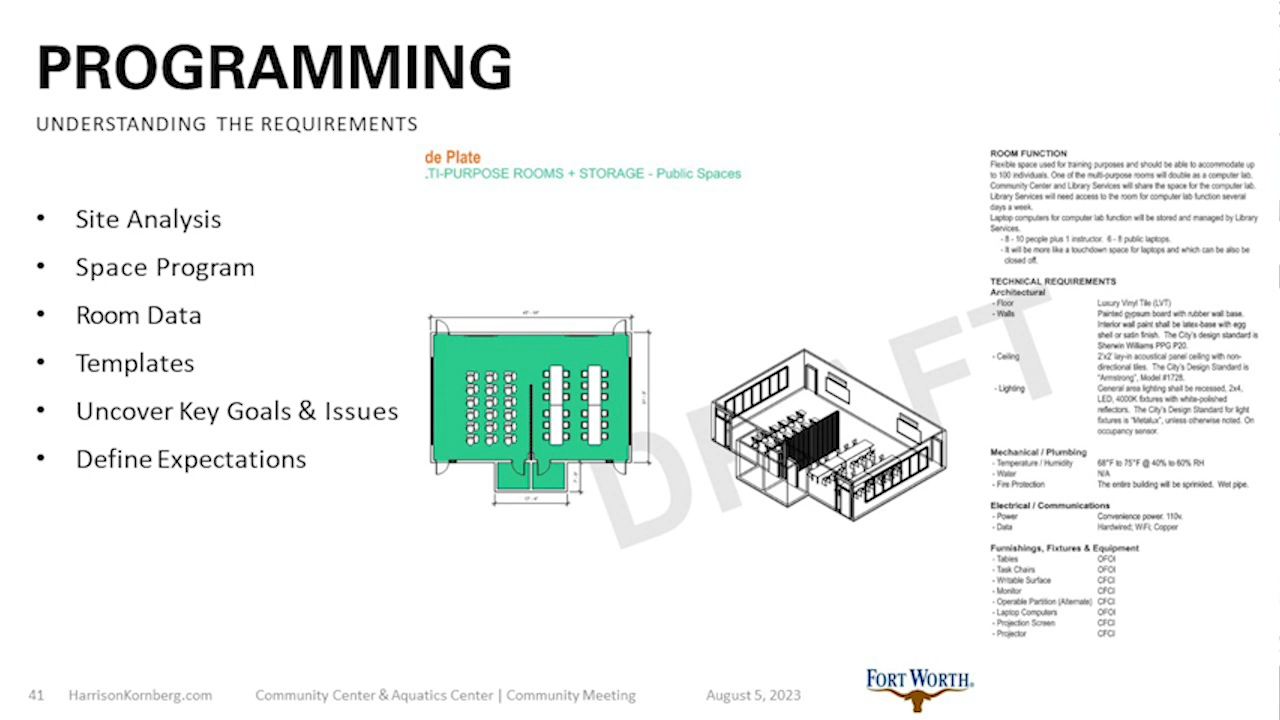 PROGRAMMING
UNDERSTANDING THE REQUIREMENTS
• Site Analysis
• Space Program
• Room Data
• Templates
• Uncover Key Goals & Issues
• Define Expectations
de Plate
.TI-PURPOSE ROOMS + STORAGE - Public Spaces
DRAFT
ROOM FUNCTION
Flexible space used for training purposes and should be able to accommodate up
to 100 individuals. One of the multi-purpose rooms will double as a computer lab.
Community Center and Library Services will share the space for the computer lab.
Library Services will need access to the room for computer lab function several
days a week.
Laptop computers for computer lab function will be stored and managed by Library
Services.
- 8 - 10 people plus 1 instructor. 6 - 8 public laptops.
- It will be more like a touchdown space for laptops and which can be also be
closed off.
TECHNICAL REQUIREMENTS
Architectural
- Floor Luxury Vinyl Tile (LVT)
- Walls Painted gypsum board with rubber wall base.
Interior wall paint shall be latex-base with egg
shell or satin finish. The City's design standard is
Sherwin Williams PPG P20.
- Ceiling 2'x2' lay-in acoustical panel ceiling with non-
directional tiles. The City's Design Standard is
"Armstrong", Model #1728.
- Lighting General area lighting shall be recessed, 2x4,
LED, 4000K fixtures with white-polished
reflectors. The City's Design Standard for light
fixtures is "Metalux", unless otherwise noted. On
occupancy sensor.
Mechanical / Plumbing
- Temperature / Humidity 68°F to 75°F @ 40% to 60% RH
- Water N/A
- Fire Protection The entire building will be sprinkled. Wet pipe.
Electrical / Communications
- Power Convenience power. 110v.
- Data Hardwired; WiFi; Copper
Furnishings, Fixtures & Equipment
- Tables OFOI
- Task Chairs OFOI
- Writable Surface CFCI
- Monitor CFCI
- Operable Partition (Alternate) CFCI
- Laptop Computers OFOI
- Projection Screen CFCI
- Projector CFCI
41 HarrisonKornberg.com Community Center & Aquatics Center | Community Meeting August 5, 2023
FORT WORTH®